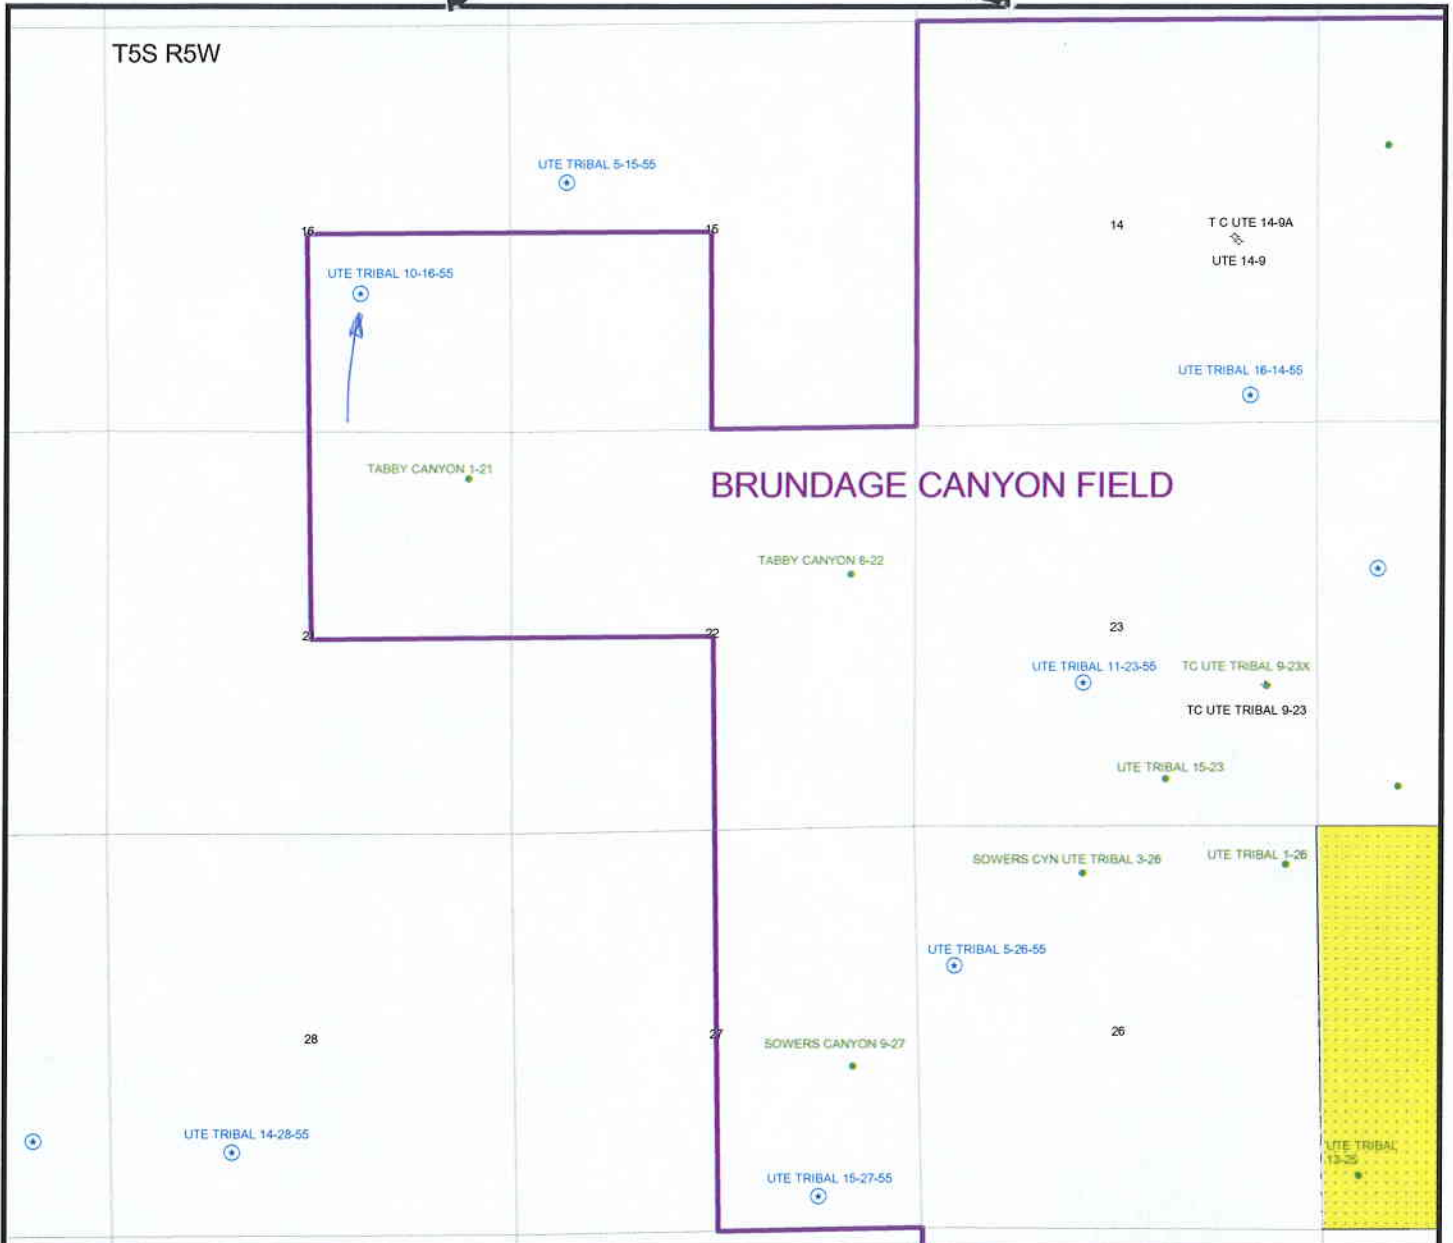 T5S R5W
UTE TRIBAL 5-15-55
16
15
14
T C UTE 14-9A
UTE 14-9
UTE TRIBAL 10-16-55
UTE TRIBAL 16-14-55
TABBY CANYON 1-21
BRUNDAGE CANYON FIELD
TABBY CANYON 8-22
21
22
23
UTE TRIBAL 11-23-55
TC UTE TRIBAL 9-23X
TC UTE TRIBAL 9-23
UTE TRIBAL 15-23
SOWERS CYN UTE TRIBAL 3-26
UTE TRIBAL 1-26
UTE TRIBAL 5-26-55
28
27
26
SOWERS CANYON 9-27
UTE TRIBAL 14-28-55
UTE TRIBAL
13-25
UTE TRIBAL 15-27-55